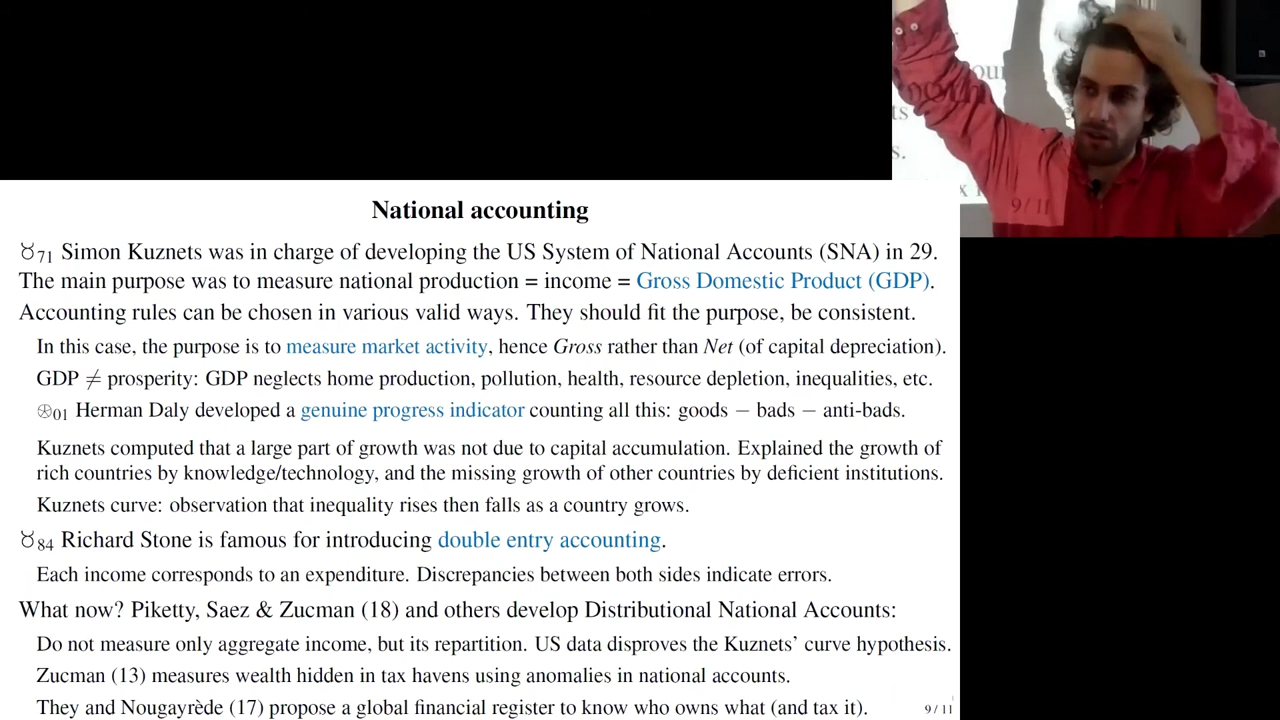 National accounting
♉71 Simon Kuznets was in charge of developing the US System of National Accounts (SNA) in 29.
The main purpose was to measure national production = income = Gross Domestic Product (GDP).
Accounting rules can be chosen in various valid ways. They should fit the purpose, be consistent.
In this case, the purpose is to measure market activity, hence Gross rather than Net (of capital depreciation).
GDP ≠ prosperity: GDP neglects home production, pollution, health, resource depletion, inequalities, etc.
⊛01 Herman Daly developed a genuine progress indicator counting all this: goods − bads − anti-bads.
Kuznets computed that a large part of growth was not due to capital accumulation. Explained the growth of
rich countries by knowledge/technology, and the missing growth of other countries by deficient institutions.
Kuznets curve: observation that inequality rises then falls as a country grows.
♉84 Richard Stone is famous for introducing double entry accounting.
Each income corresponds to an expenditure. Discrepancies between both sides indicate errors.
What now? Piketty, Saez & Zucman (18) and others develop Distributional National Accounts:
Do not measure only aggregate income, but its repartition. US data disproves the Kuznets’ curve hypothesis.
Zucman (13) measures wealth hidden in tax havens using anomalies in national accounts.
They and Nougayrède (17) propose a global financial register to know who owns what (and tax it).
9 / 11
9/11